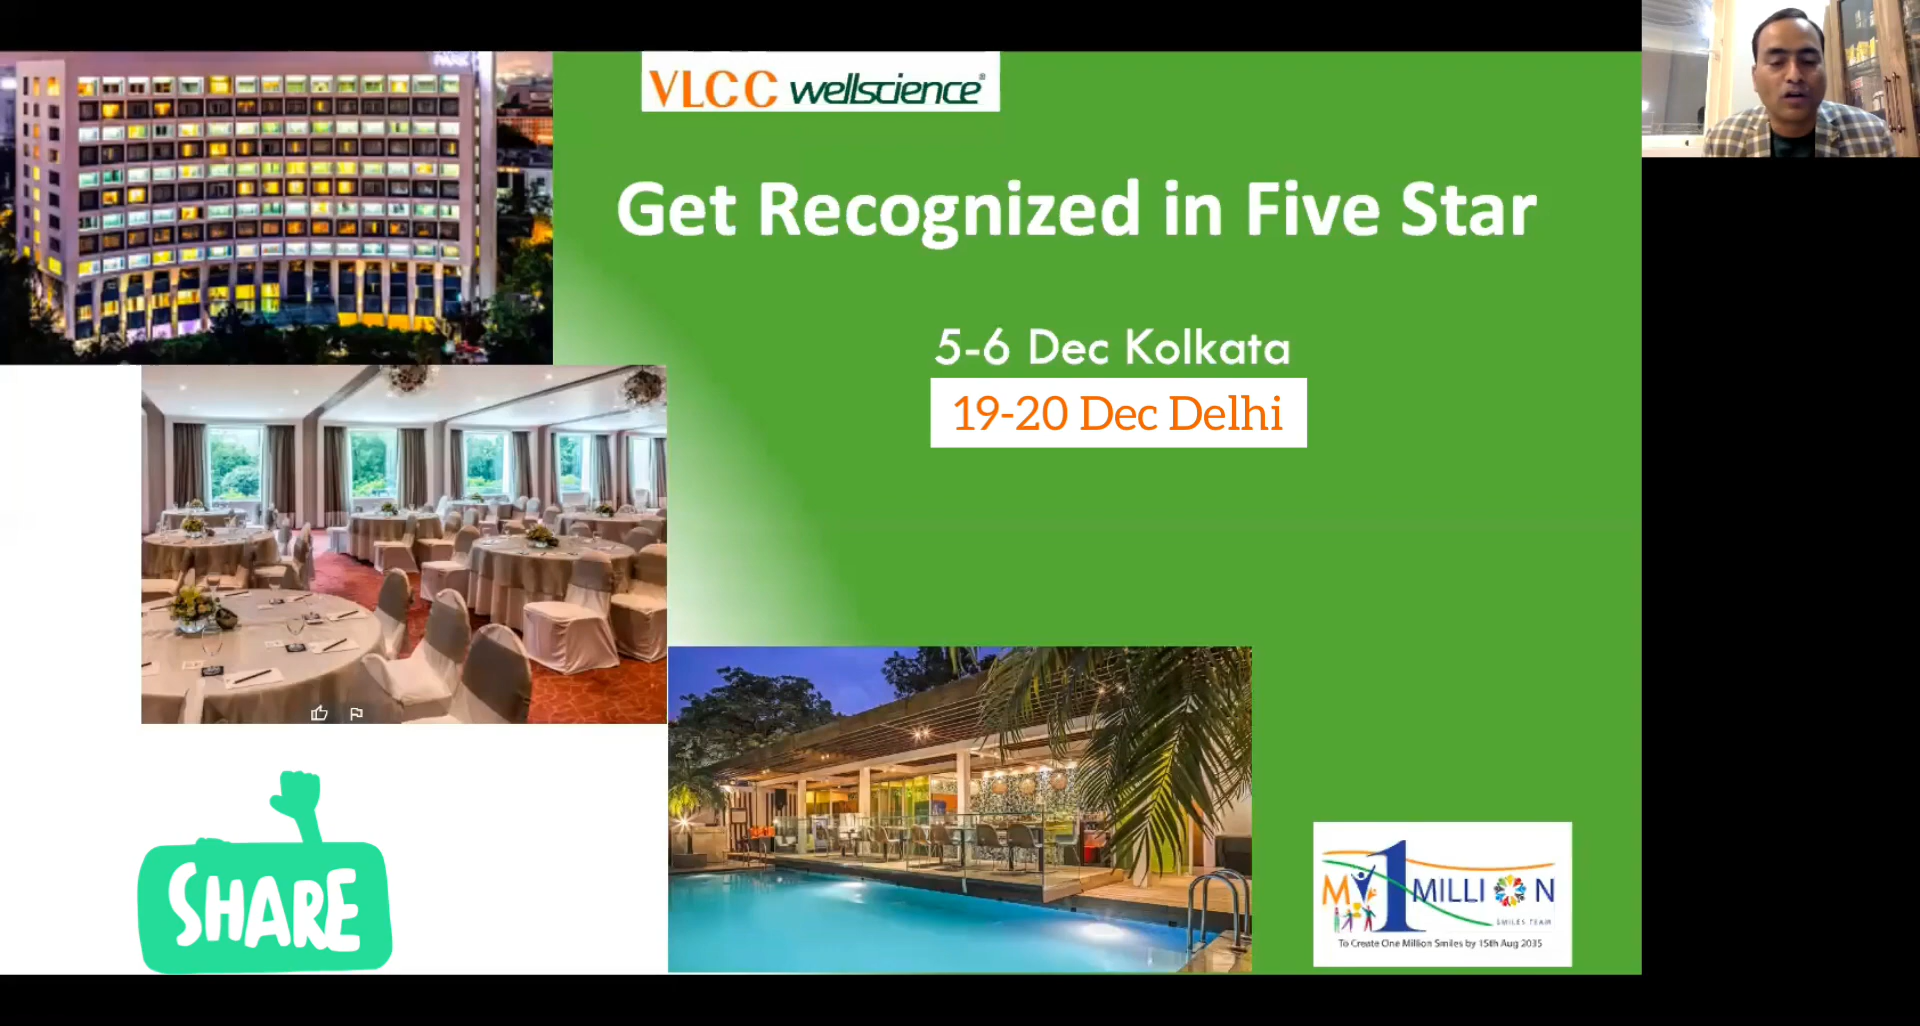 PARK
VLCC wellscience®
Get Recognized in Five Star
5-6 Dec Kolkata
19-20 Dec Delhi
SHARE
MY 1 MILLION
SMILES TEAM
To Create One Million Smiles by 15th Aug 2035